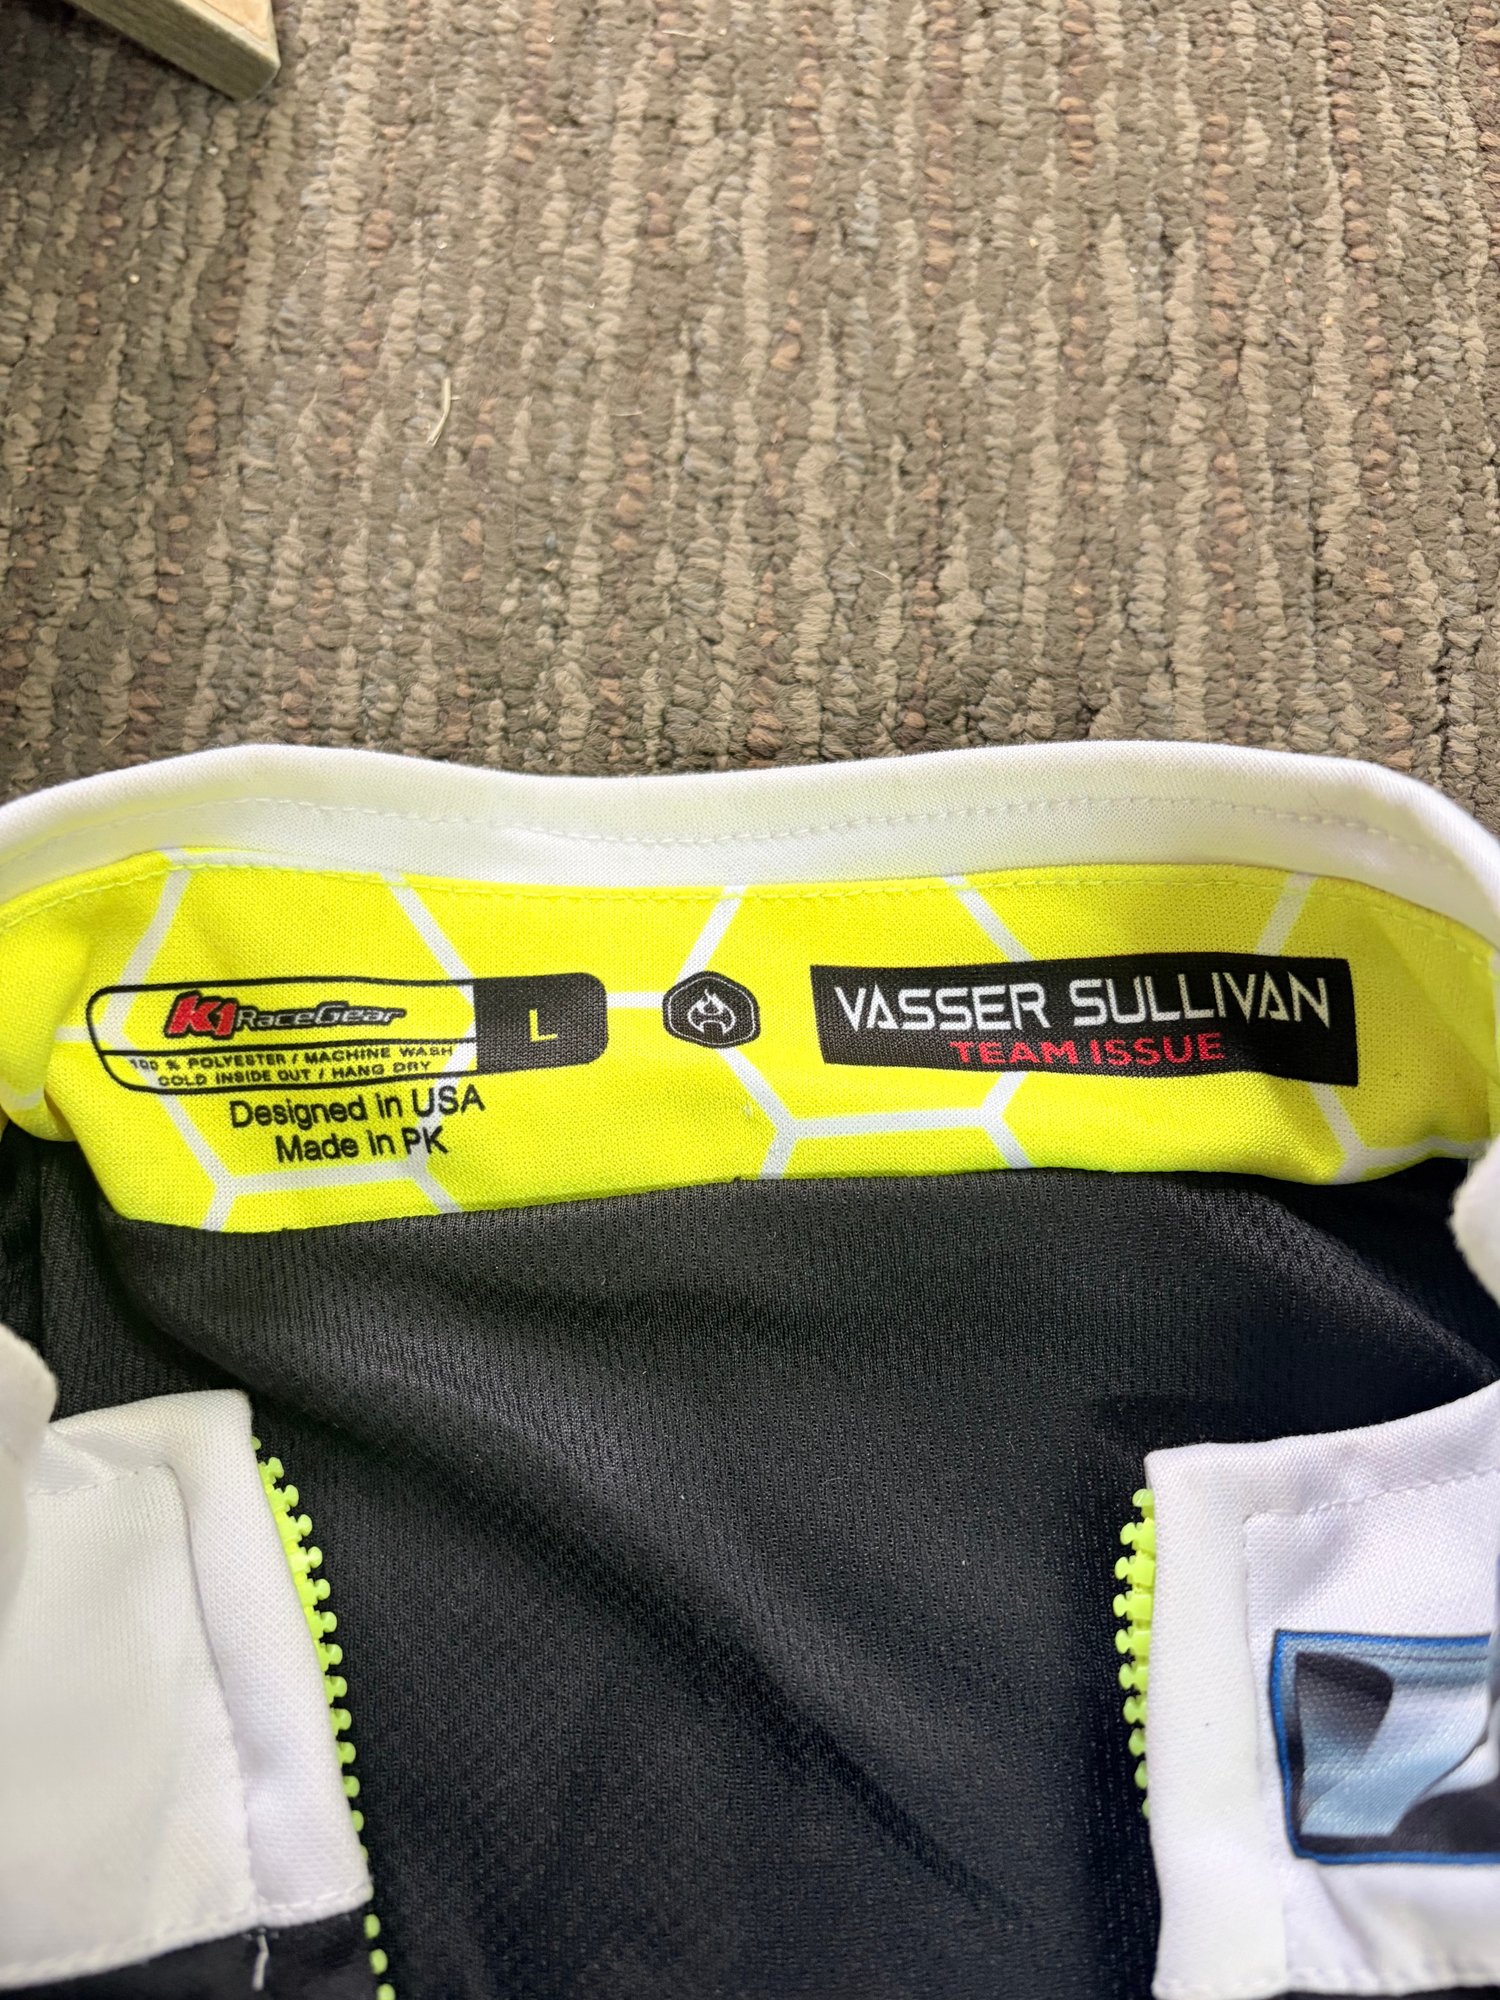 K1 RaceGear
L
100 % POLYESTER / MACHINE WASH
COLD INSIDE OUT / HANG DRY
Designed in USA
Made in PK
VASSER SULLIVAN
TEAM ISSUE